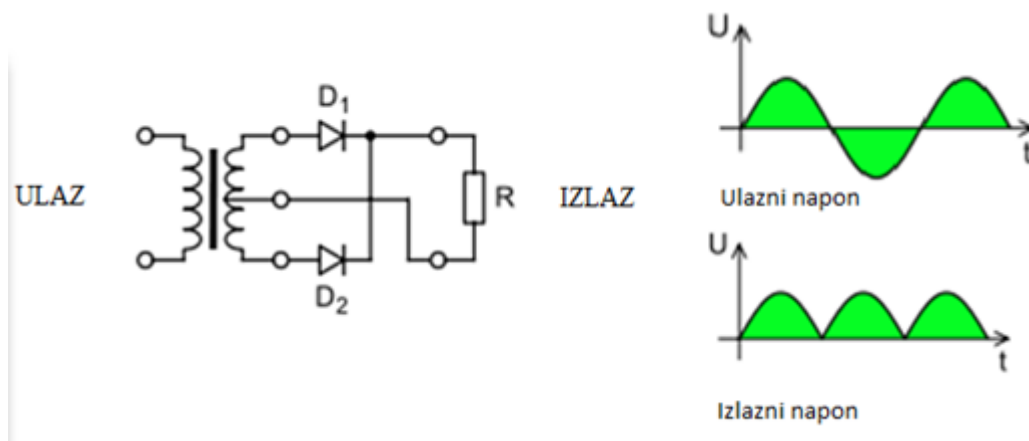 ULAZ
D1
D2
R
IZLAZ
U
t
Ulazni napon
U
t
Izlazni napon